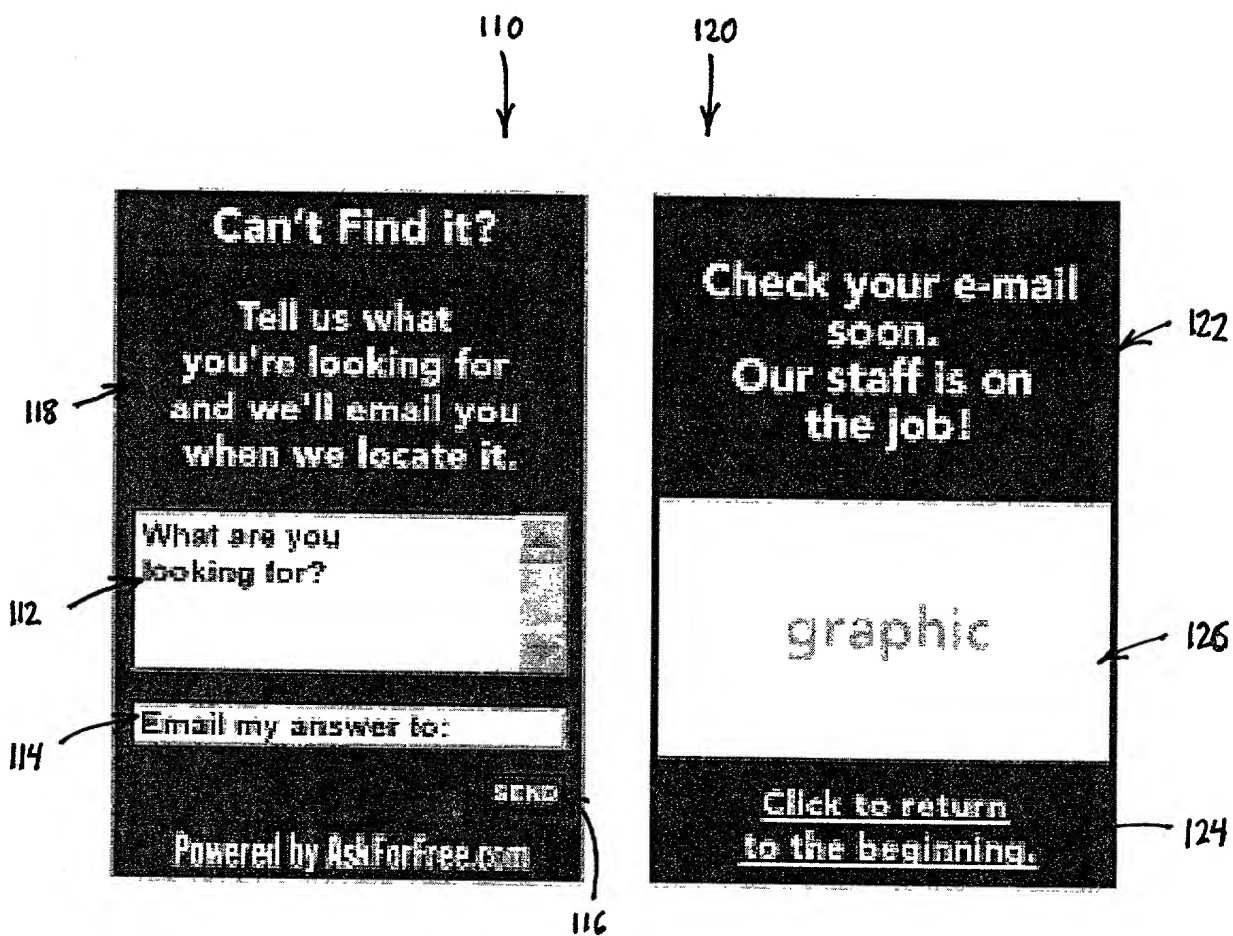 110
120
Can't Find it?
Tell us what
you're looking for
and we'll email you
when we locate it.
118
What are you
looking for?
112
Email my answer to:
114
SEND
116
Powered by AskForFree.com
Check your e-mail
soon.
Our staff is on
the job!
122
graphic
126
Click to return
to the beginning.
124